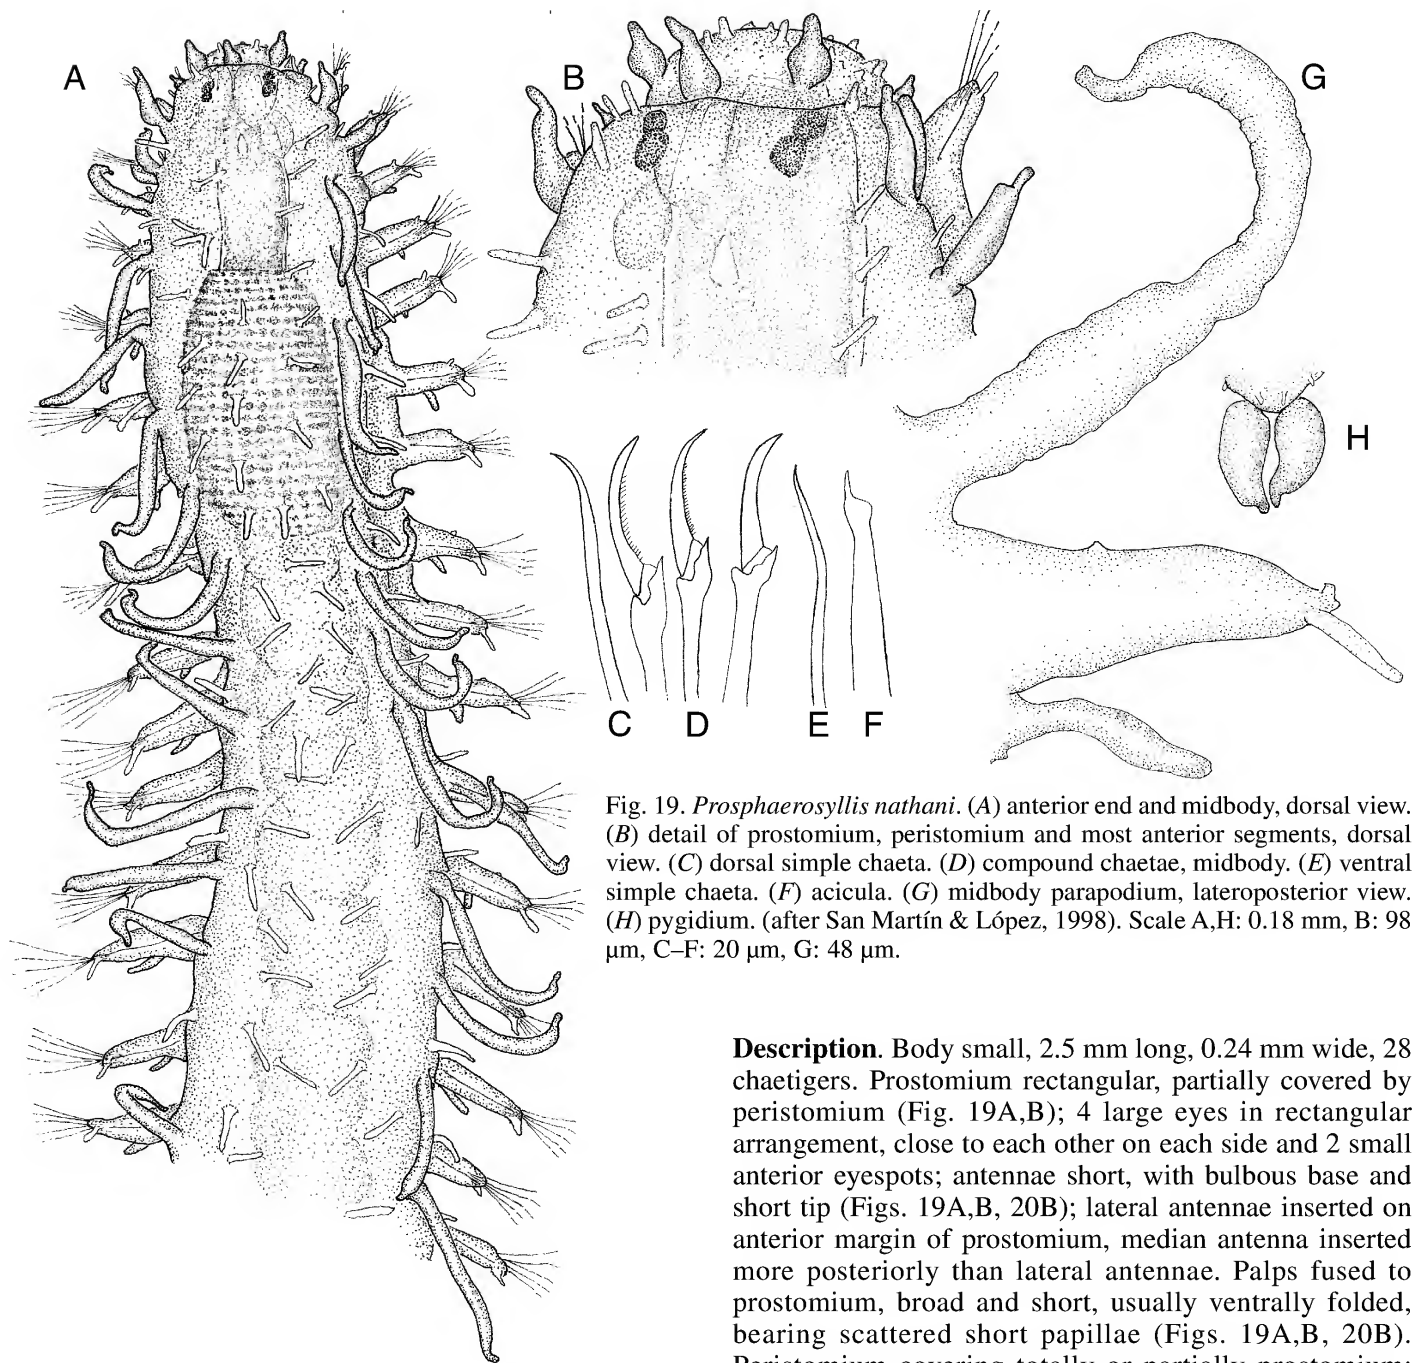 A
B
G
H
C D E F
Fig. 19. Prosphaerosyllis nathani. (A) anterior end and midbody, dorsal view.
(B) detail of prostomium, peristomium and most anterior segments, dorsal
view. (C) dorsal simple chaeta. (D) compound chaetae, midbody. (E) ventral
simple chaeta. (F) acicula. (G) midbody parapodium, lateroposterior view.
(H) pygidium. (after San Martín & López, 1998). Scale A,H: 0.18 mm, B: 98
µm, C–F: 20 µm, G: 48 µm.
Description. Body small, 2.5 mm long, 0.24 mm wide, 28
chaetigers. Prostomium rectangular, partially covered by
peristomium (Fig. 19A,B); 4 large eyes in rectangular
arrangement, close to each other on each side and 2 small
anterior eyespots; antennae short, with bulbous base and
short tip (Figs. 19A,B, 20B); lateral antennae inserted on
anterior margin of prostomium, median antenna inserted
more posteriorly than lateral antennae. Palps fused to
prostomium, broad and short, usually ventrally folded,
bearing scattered short papillae (Figs. 19A,B, 20B).
Peristomium covering totally or partially prostomium;